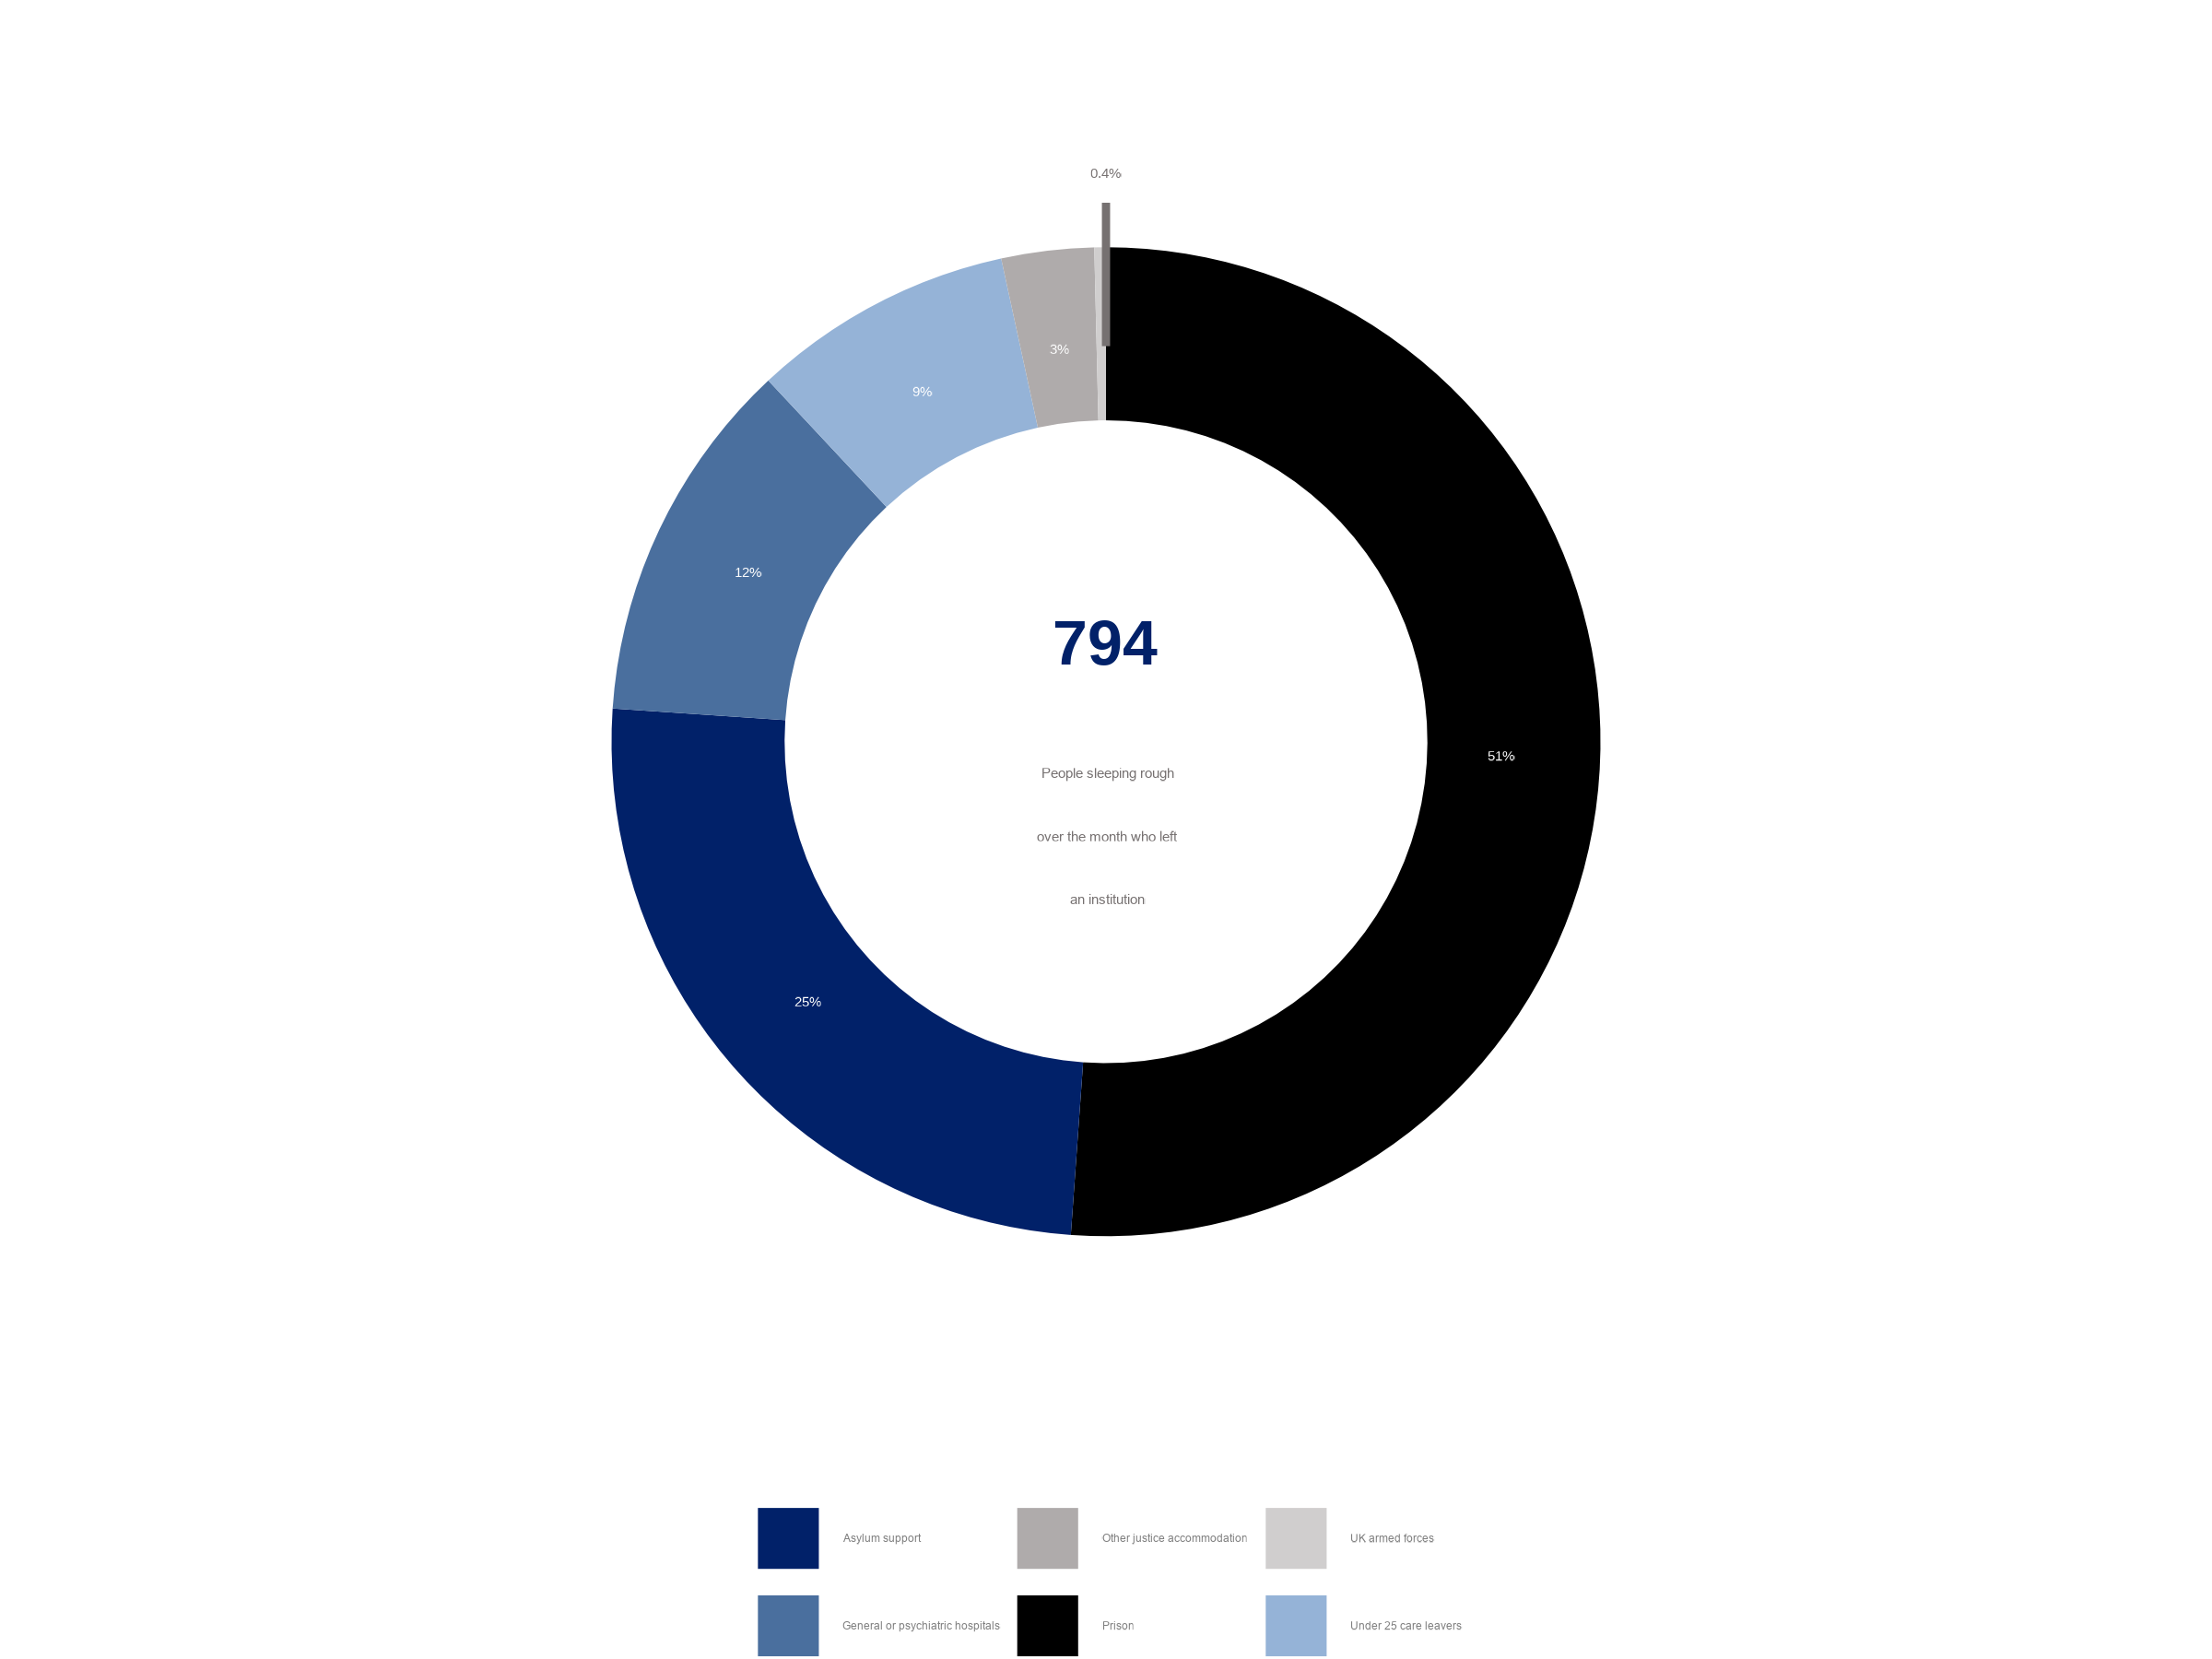 0.4%
3%
9%
12%
794
51%
People sleeping rough
over the month who left
an institution
25%
Asylum support
Other justice accommodation
UK armed forces
General or psychiatric hospitals
Prison
Under 25 care leavers